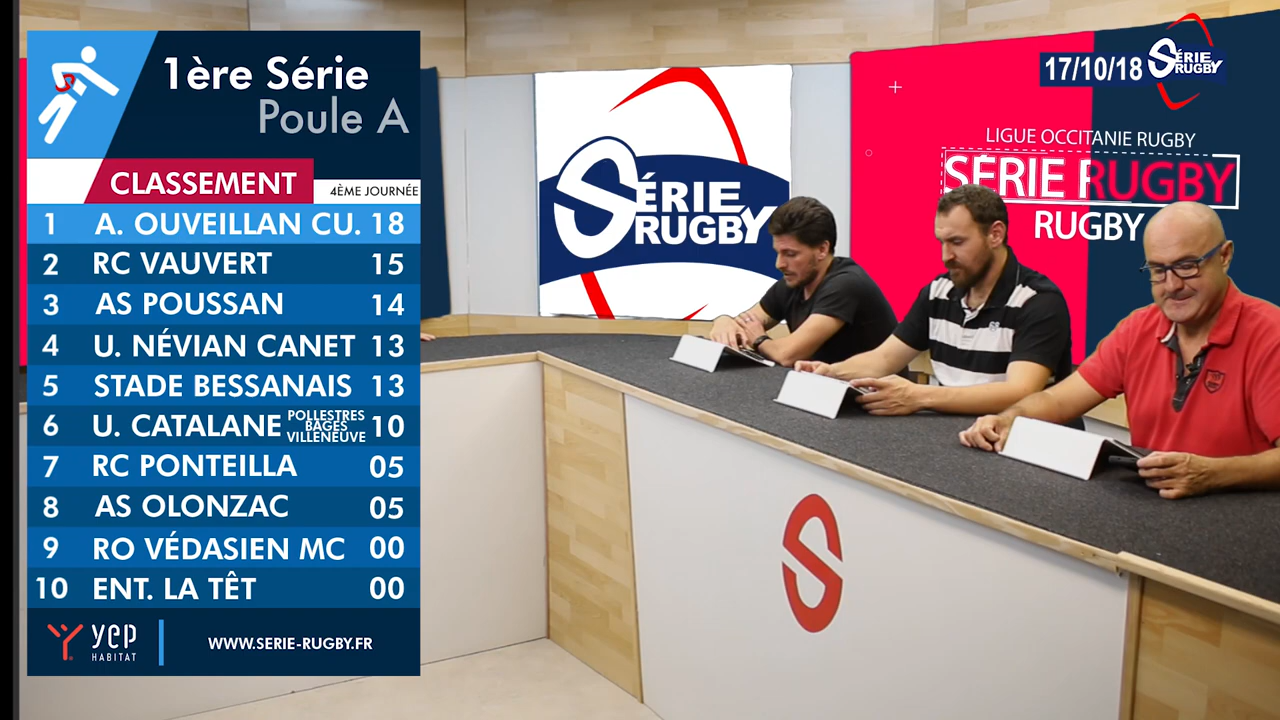 1ère Série
Poule A
CLASSEMENT
4ÈME JOURNÉE
1 A. OUVEILLAN CU. 18
2 RC VAUVERT 15
3 AS POUSSAN 14
4 U. NÉVIAN CANET 13
5 STADE BESSANAIS 13
6 U. CATALANE POLLESTRES BAGES VILLENEUVE 10
7 RC PONTEILLA 05
8 AS OLONZAC 05
9 RO VÉDASIEN MC 00
10 ENT. LA TÊT 00
yep
HABITAT
WWW.SERIE-RUGBY.FR
SÉRIE
RUGBY
17/10/18
SÉRIE
RUGBY
LIGUE OCCITANIE RUGBY
SÉRIE RUGBY
RUGBY
S